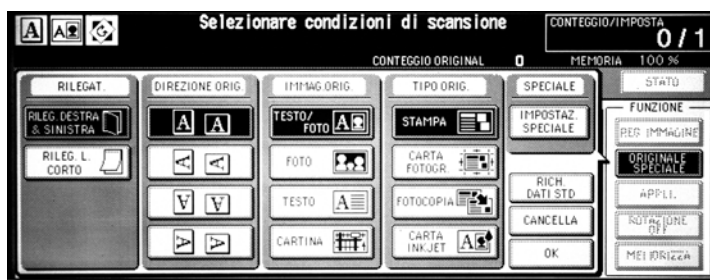 Selezionare condizioni di scansione
CONTEGGIO/IMPOSTA
0 / 1
CONTEGGIO ORIGINAL 0 MEMORIA 100 %
RILEGAT.
RILEG. DESTRA
& SINISTRA
RILEG. L.
CORTO
DIREZIONE ORIG.
IMMAG.ORIG.
TESTO/
FOTO
FOTO
TESTO
CARTINA
TIPO ORIG.
STAMPA
CARTA
FOTOGR.
FOTOCOPIA
CARTA
INKJET
SPECIALE
IMPOSTAZ.
SPECIALE
RICH.
DATI STD
CANCELLA
OK
STATO
FUNZIONE
REG IMMAGINE
ORIGINALE
SPECIALE
APPLI.
ROTAZIONE
OFF
MEMORIZZA